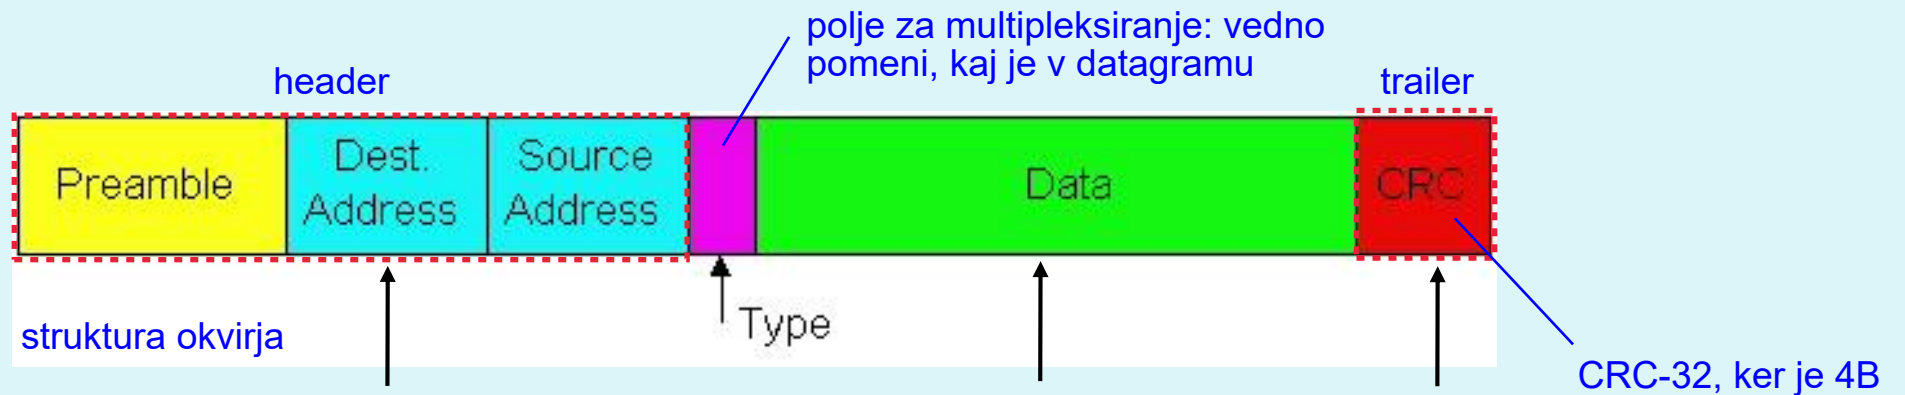 polje za multipleksiranje: vedno
pomeni, kaj je v datagramu
header
trailer
Preamble
Dest.
Address
Source
Address
Data
CRC
Type
struktura okvirja
CRC-32, ker je 4B